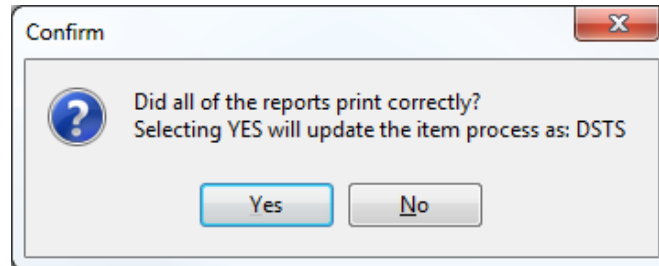 Confirm
Did all of the reports print correctly?
Selecting YES will update the item process as: DSTS
Yes
No